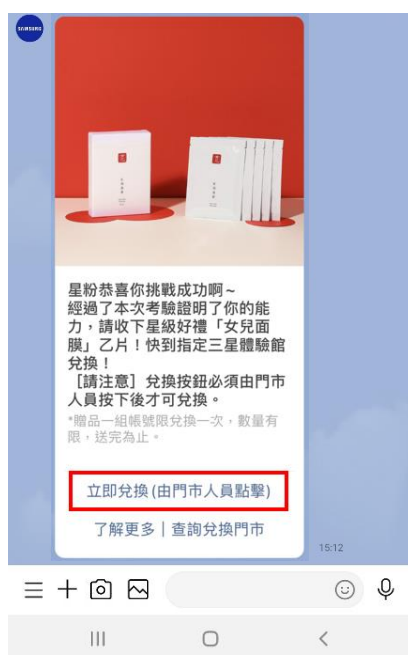 SAMSUNG
星粉恭喜你挑戰成功啊~
經過了本次考驗證明了你的能
力，請收下星級好禮「女兒面
膜」乙片！快到指定三星體驗館
兌換！
［請注意］兌換按鈕必須由門市
人員按下後才可兌換。
*贈品一組帳號限兌換一次，數量有
限，送完為止。
立即兌換(由門市人員點擊)
了解更多｜查詢兌換門市
15:12